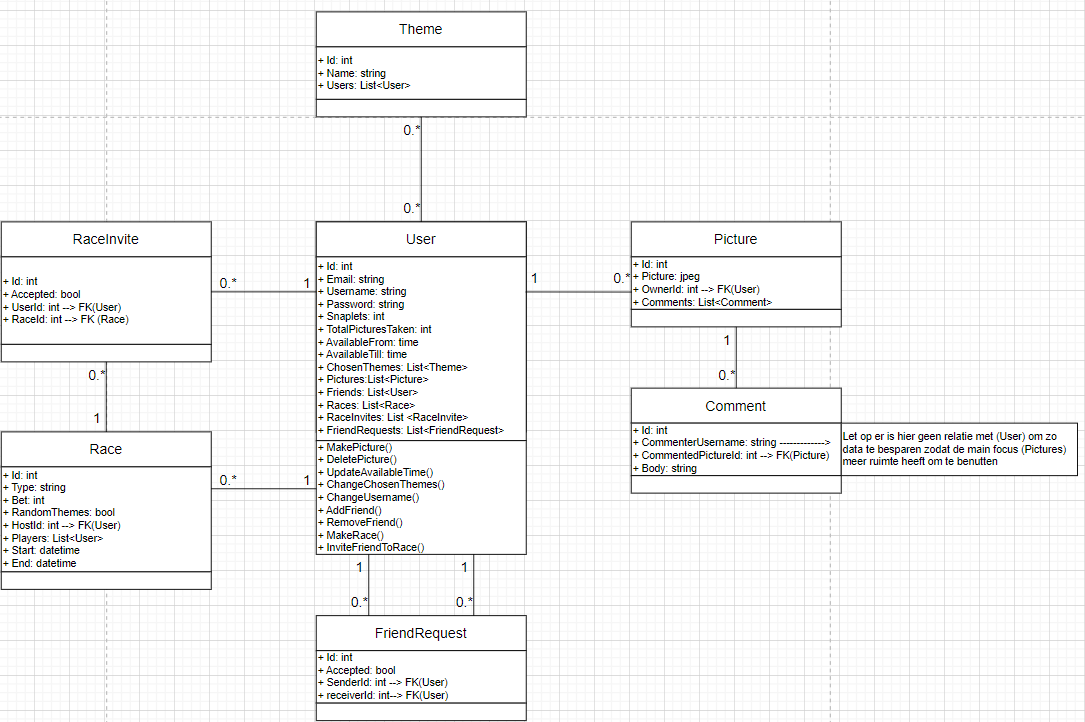 Theme
+ Id: int
+ Name: string
+ Users: List<User>
0.*
0.*
RaceInvite
+ Id: int
+ Accepted: bool
+ UserId: int --> FK(User)
+ RaceId: int --> FK (Race)
0.*
1
User
+ Id: int
+ Email: string
+ Username: string
+ Password: string
+ Snaplets: int
+ TotalPicturesTaken: int
+ AvailableFrom: time
+ AvailableTill: time
+ ChosenThemes: List<Theme>
+ Pictures:List<Picture>
+ Friends: List<User>
+ Races: List<Race>
+ RaceInvites: List <RaceInvite>
+ FriendRequests: List<FriendRequest>
+ MakePicture()
+ DeletePicture()
+ UpdateAvailableTime()
+ ChangeChosenThemes()
+ ChangeUsername()
+ AddFriend()
+ RemoveFriend()
+ MakeRace()
+ InviteFriendToRace()
1
0.*
Picture
+ Id: int
+ Picture: jpeg
+ OwnerId: int --> FK(User)
+ Comments: List<Comment>
1
0.*
Comment
+ Id: int
+ CommenterUsername: string ------------->
+ CommentedPictureId: int --> FK(Picture)
+ Body: string
Let op er is hier geen relatie met (User) om zo
data te besparen zodat de main focus (Pictures)
meer ruimte heeft om te benutten
0.*
1
Race
+ Id: int
+ Type: string
+ Bet: int
+ RandomThemes: bool
+ HostId: int --> FK(User)
+ Players: List<User>
+ Start: datetime
+ End: datetime
0.*
1
1
1
0.*
0.*
FriendRequest
+ Id: int
+ Accepted: bool
+ SenderId: int --> FK(User)
+ receiverId: int--> FK(User)